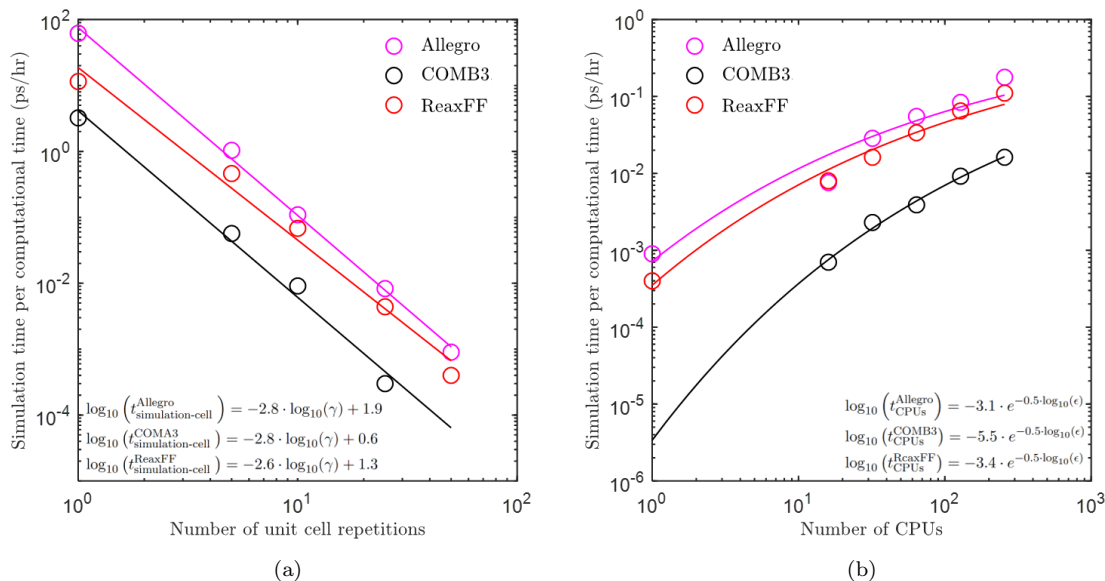 Simulation time per computational time (ps/hr)
10^2
10^0
10^-2
10^-4
Allegro
COMB3
ReaxFF
log10 (t^Allegro_simulation-cell) = −2.8 · log10(γ) + 1.9
log10 (t^COMA3_simulation-cell) = −2.8 · log10(γ) + 0.6
log10 (t^ReaxFF_simulation-cell) = −2.6 · log10(γ) + 1.3
10^0 10^1 10^2
Number of unit cell repetitions
(a)
Simulation time per computational time (ps/hr)
10^0
10^-1
10^-2
10^-3
10^-4
10^-5
10^-6
Allegro
COMB3
ReaxFF
log10 (t^Allegro_CPUs) = −3.1 · e^−0.5·log10(ϵ)
log10 (t^COMB3_CPUs) = −5.5 · e^−0.5·log10(ϵ)
log10 (t^RcaxFF_CPUs) = −3.4 · e^−0.5·log10(ϵ)
10^0 10^1 10^2 10^3
Number of CPUs
(b)